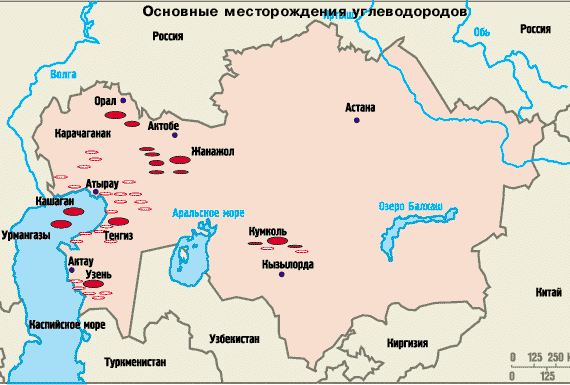 Основные месторождения углеводородов
Россия
Иртыш
Обь
Россия
Волга
Орал
Астана
Карачаганак
Актобе
Жанажол
Атырау
Кашаган
Аральское море
Озеро Балхаш
Урмангазы
Тенгиз
Кумколь
Актау
Узень
Кызылорда
Китай
Каспийское море
Узбекистан
Киргизия
Туркменистан
0 125 250
0 125